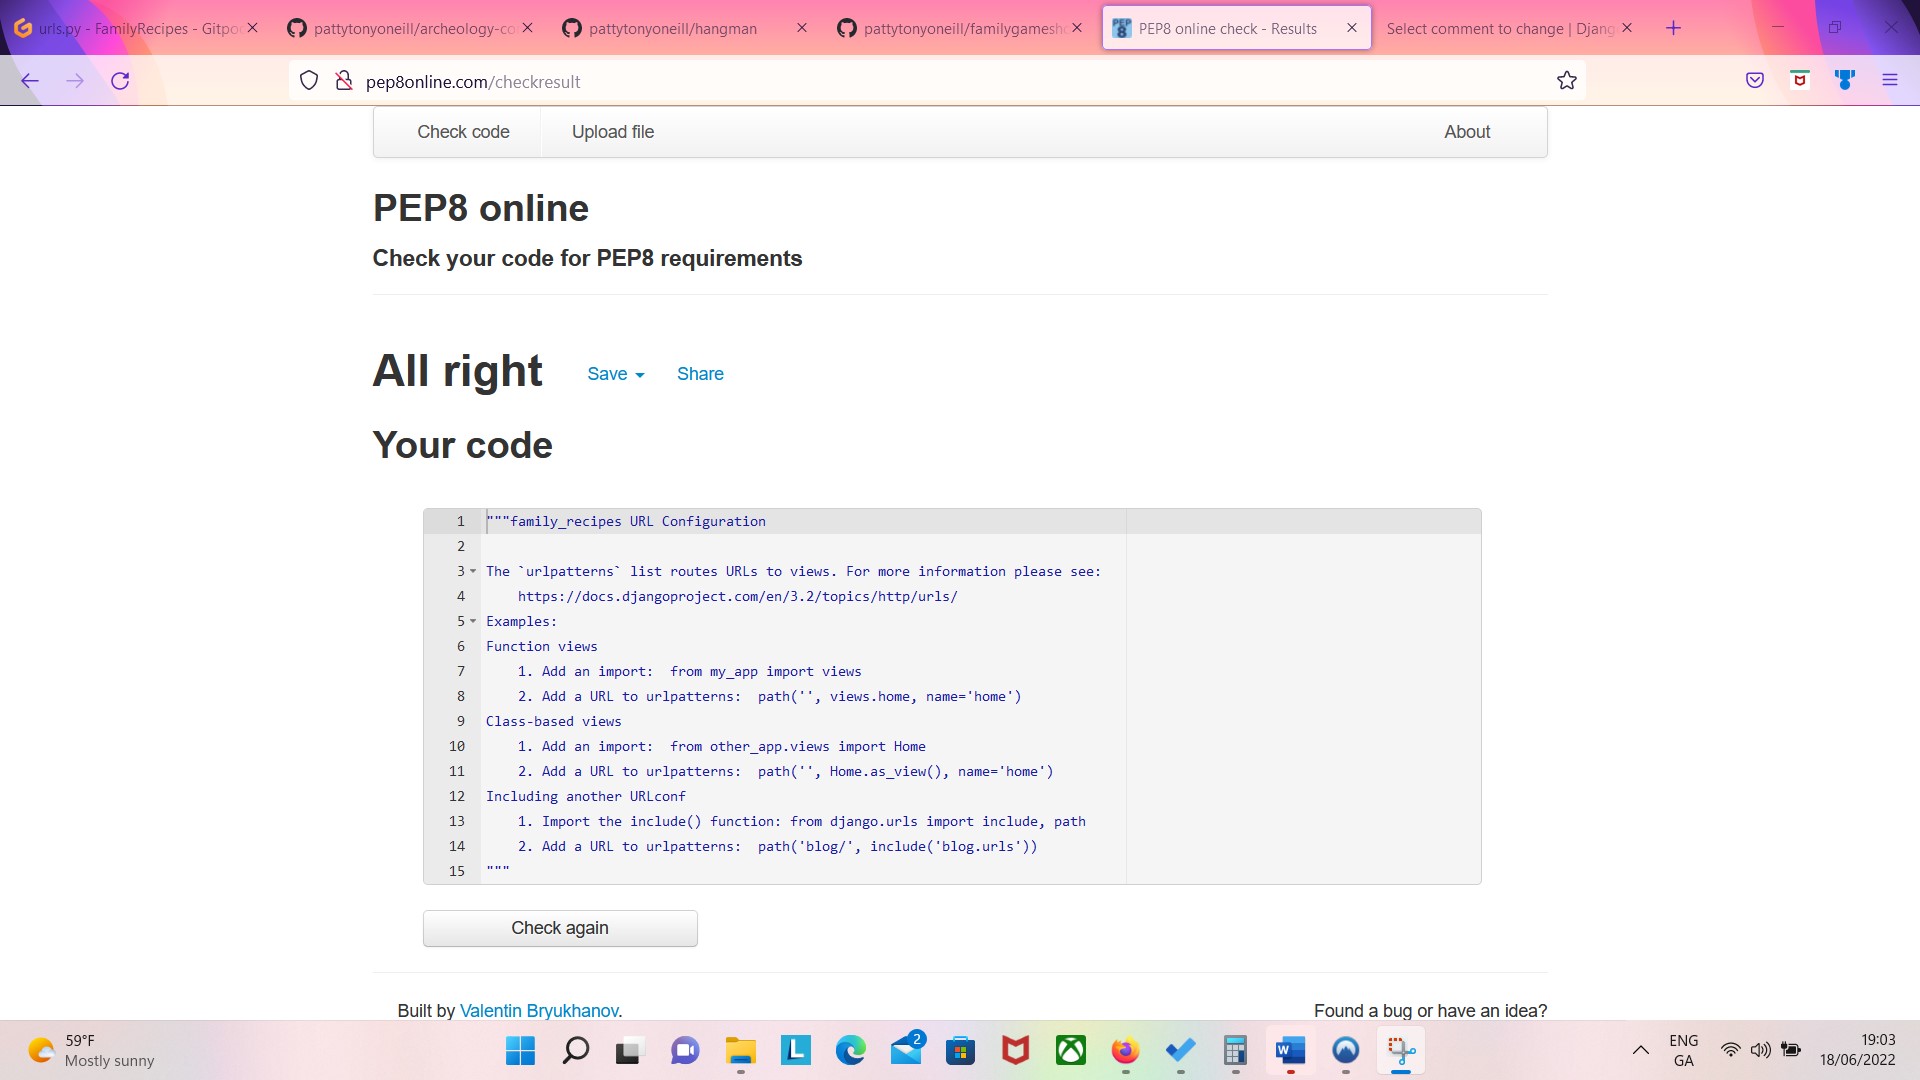 urls.py - FamilyRecipes - Gitpo
pattytonyoneill/archeology-co
pattytonyoneill/hangman
pattytonyoneill/familygamesh
PEP8 online check - Results
Select comment to change | Djang
pep8online.com/checkresult
Check code
Upload file
About
PEP8 online
Check your code for PEP8 requirements
All right
Save
Share
Your code
1 """family_recipes URL Configuration
2
3 The `urlpatterns` list routes URLs to views. For more information please see:
4 https://docs.djangoproject.com/en/3.2/topics/http/urls/
5 Examples:
6 Function views
7 1. Add an import:  from my_app import views
8 2. Add a URL to urlpatterns:  path('', views.home, name='home')
9 Class-based views
10 1. Add an import:  from other_app.views import Home
11 2. Add a URL to urlpatterns:  path('', Home.as_view(), name='home')
12 Including another URLconf
13 1. Import the include() function: from django.urls import include, path
14 2. Add a URL to urlpatterns:  path('blog/', include('blog.urls'))
15 """
Check again
Built by Valentin Bryukhanov.
Found a bug or have an idea?
59°F
Mostly sunny
2
ENG
GA
19:03
18/06/2022